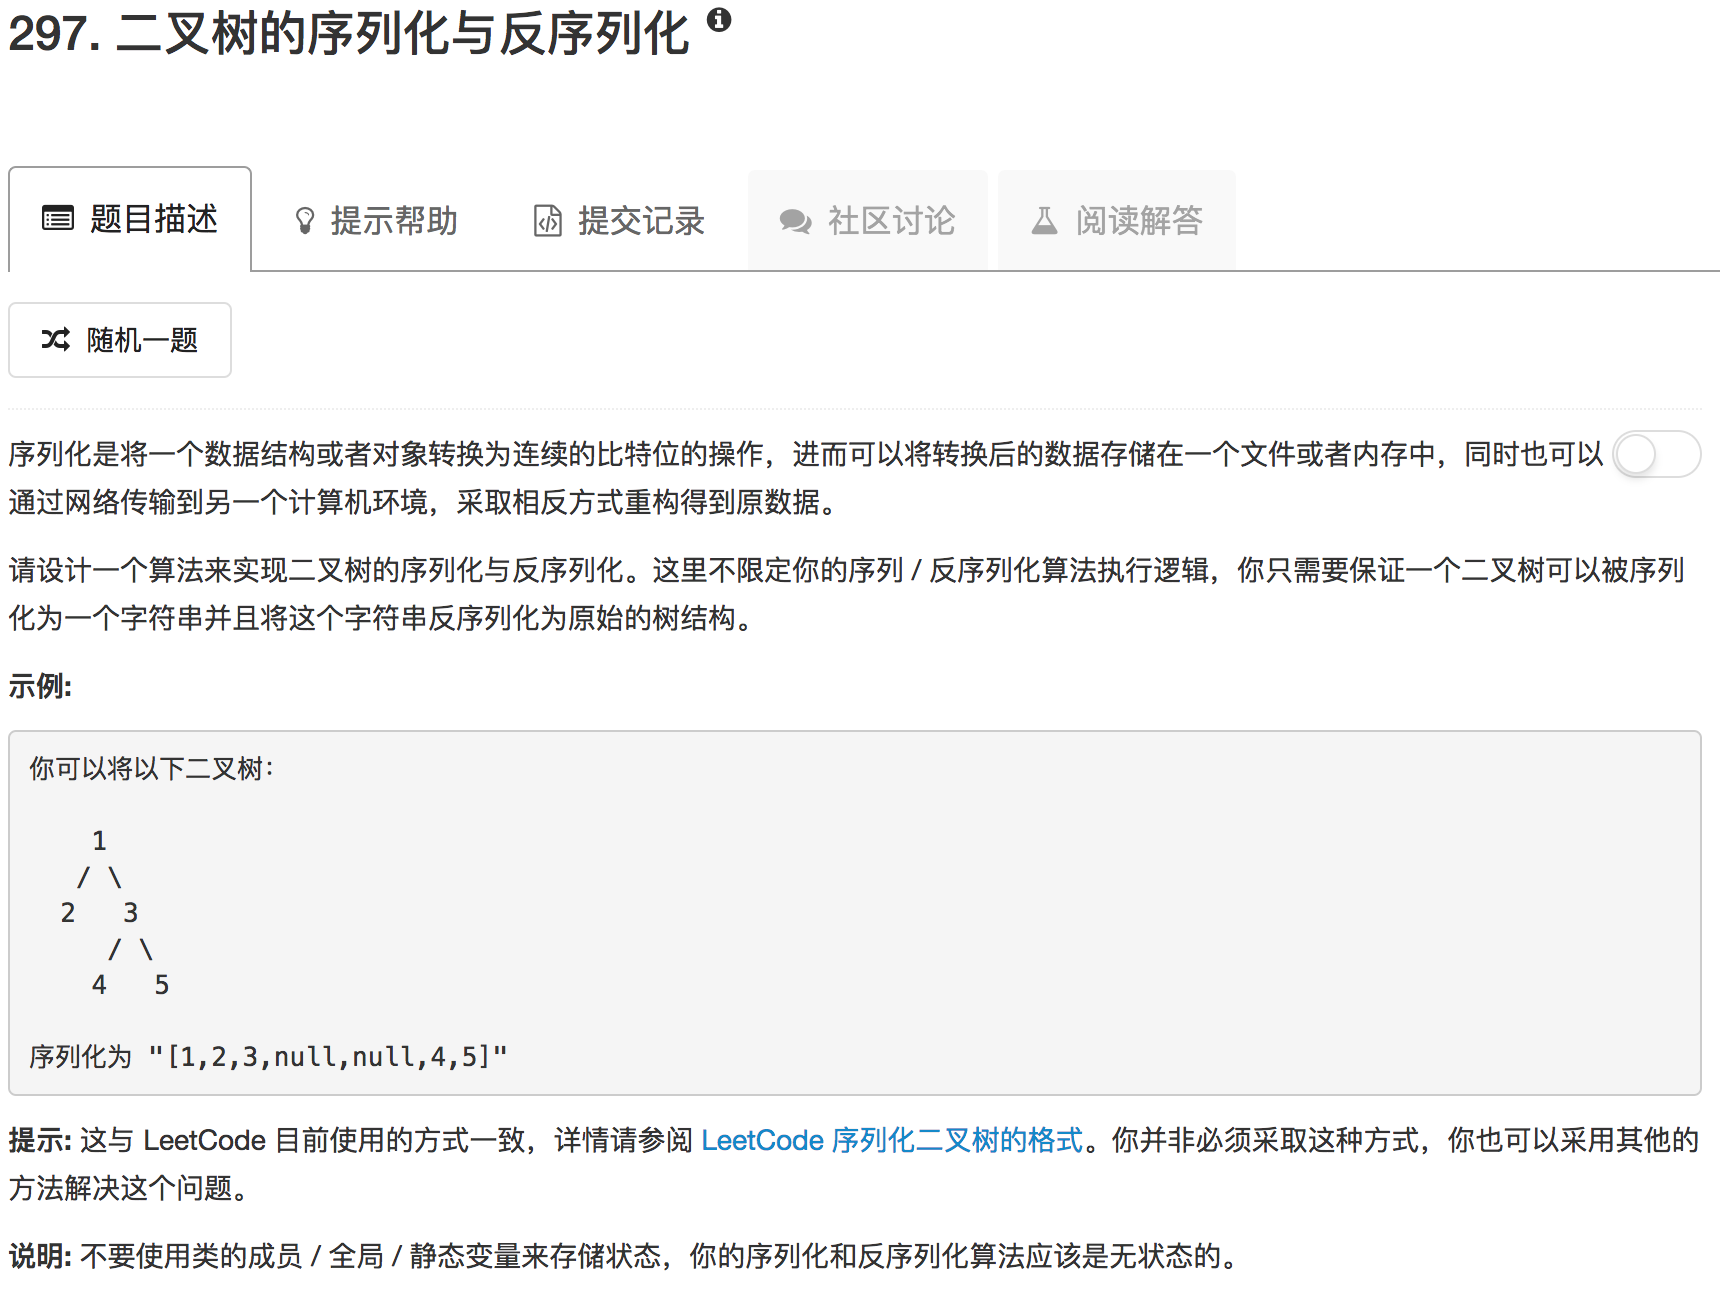 297. 二叉树的序列化与反序列化
题目描述 提示帮助 提交记录 社区讨论 阅读解答
随机一题
序列化是将一个数据结构或者对象转换为连续的比特位的操作，进而可以将转换后的数据存储在一个文件或者内存中，同时也可以
通过网络传输到另一个计算机环境，采取相反方式重构得到原数据。
请设计一个算法来实现二叉树的序列化与反序列化。这里不限定你的序列 / 反序列化算法执行逻辑，你只需要保证一个二叉树可以被序列
化为一个字符串并且将这个字符串反序列化为原始的树结构。
示例:
你可以将以下二叉树：
    1
   / \
  2   3
     / \
    4   5
序列化为 "[1,2,3,null,null,4,5]"
提示: 这与 LeetCode 目前使用的方式一致，详情请参阅 LeetCode 序列化二叉树的格式。你并非必须采取这种方式，你也可以采用其他的
方法解决这个问题。
说明: 不要使用类的成员 / 全局 / 静态变量来存储状态，你的序列化和反序列化算法应该是无状态的。